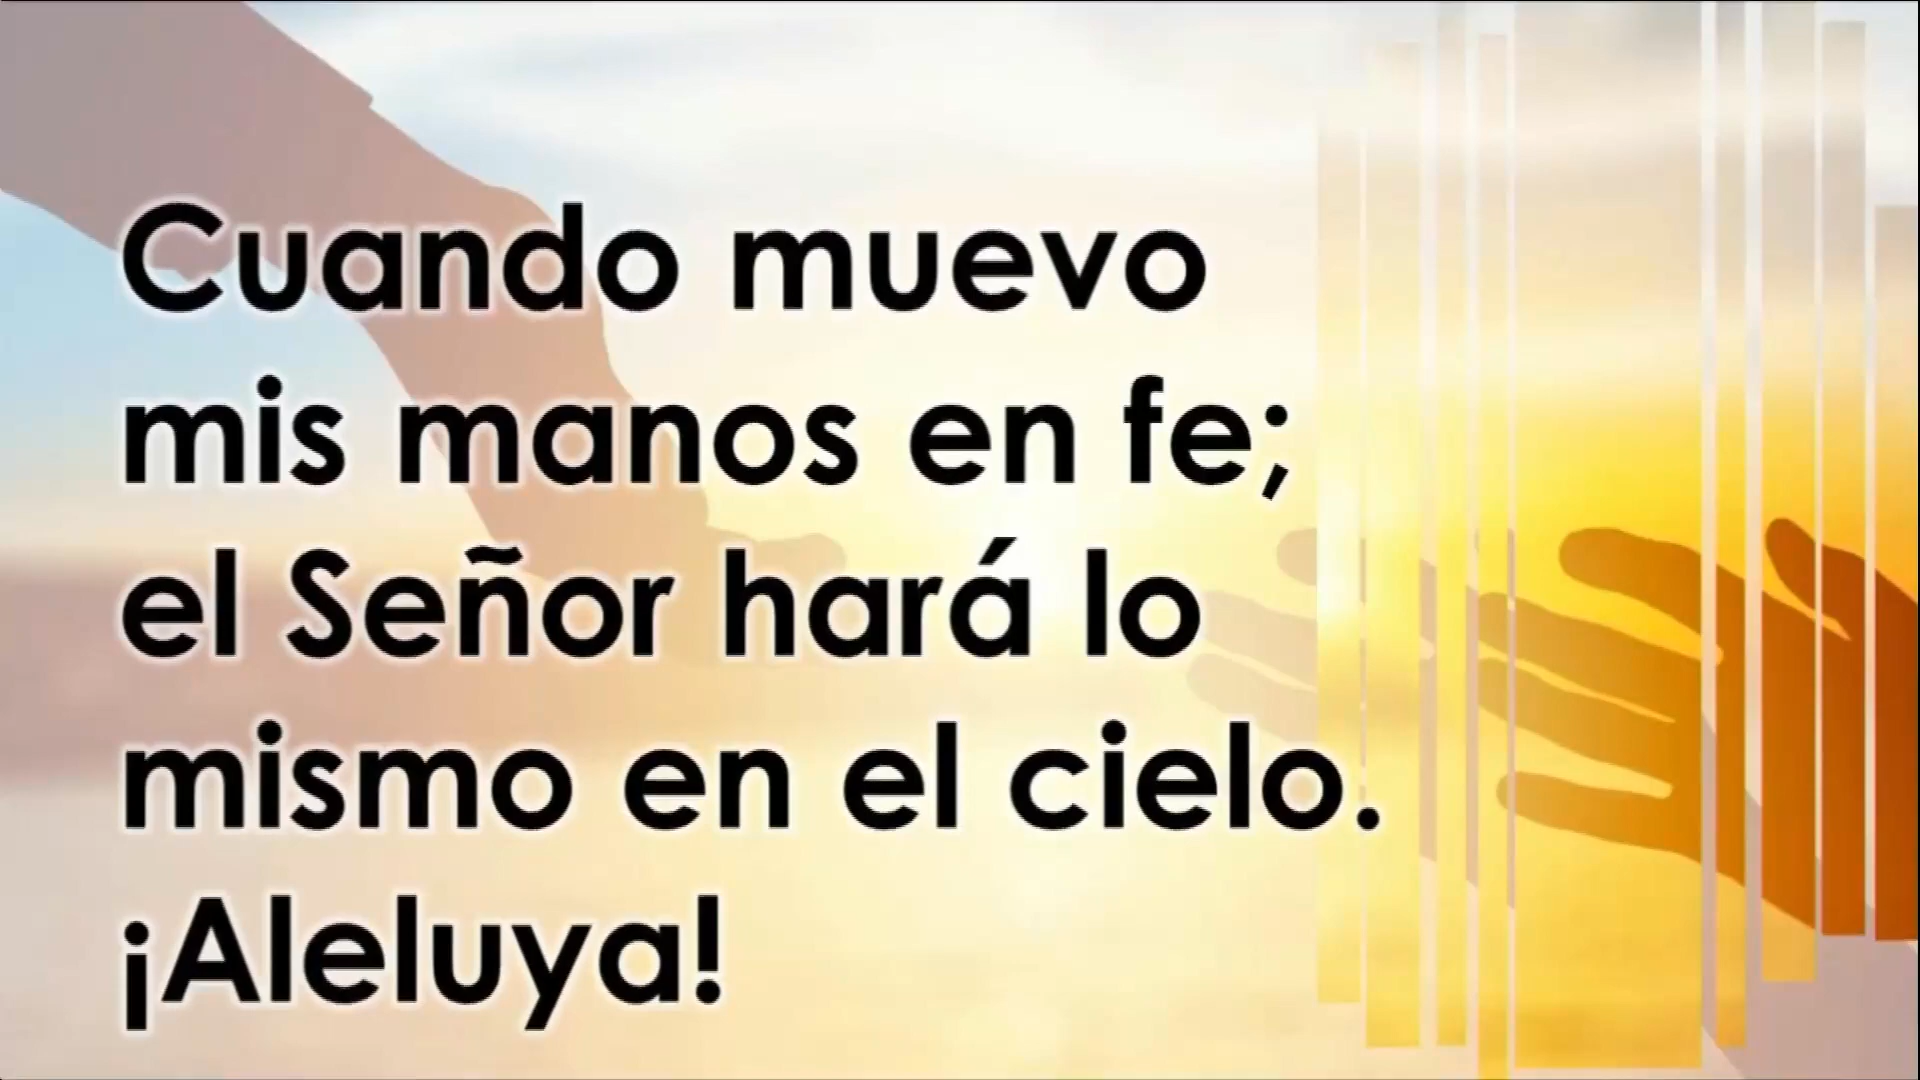 Cuando muevo
mis manos en fe;
el Señor hará lo
mismo en el cielo.
¡Aleluya!